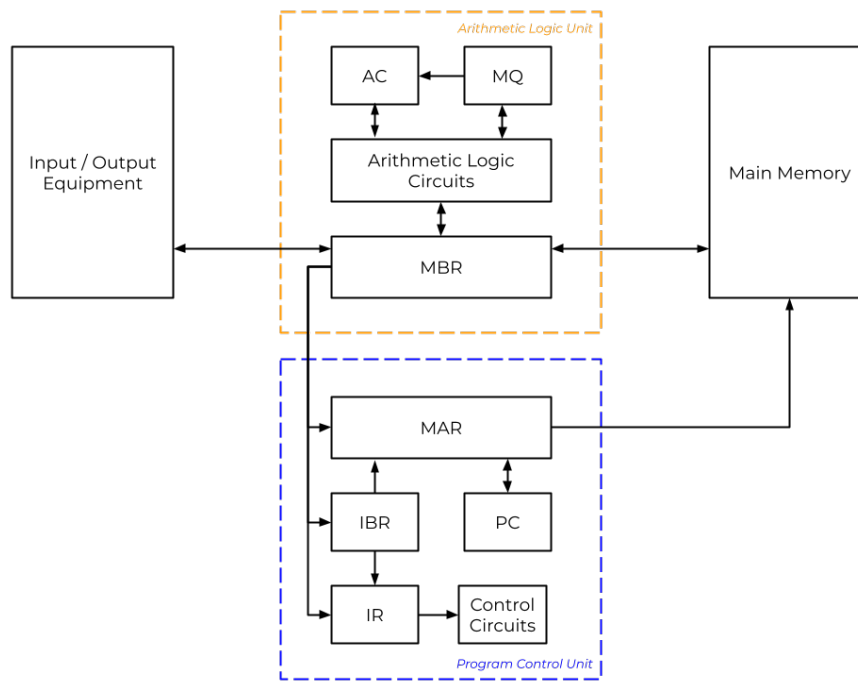 Arithmetic Logic Unit
AC
MQ
Input / Output
Equipment
Arithmetic Logic
Circuits
Main Memory
MBR
MAR
IBR
PC
IR
Control
Circuits
Program Control Unit